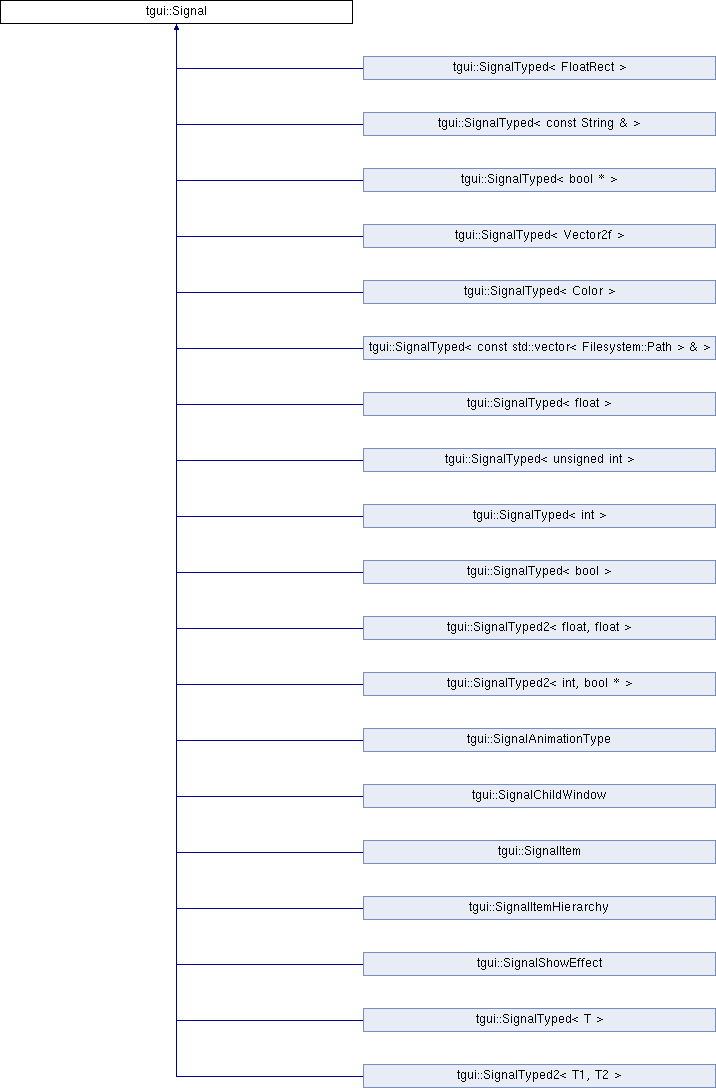 tgui::Signal
tgui::SignalTyped< FloatRect >
tgui::SignalTyped< const String & >
tgui::SignalTyped< bool * >
tgui::SignalTyped< Vector2f >
tgui::SignalTyped< Color >
tgui::SignalTyped< const std::vector< Filesystem::Path > & >
tgui::SignalTyped< float >
tgui::SignalTyped< unsigned int >
tgui::SignalTyped< int >
tgui::SignalTyped< bool >
tgui::SignalTyped2< float, float >
tgui::SignalTyped2< int, bool * >
tgui::SignalAnimationType
tgui::SignalChildWindow
tgui::SignalItem
tgui::SignalItemHierarchy
tgui::SignalShowEffect
tgui::SignalTyped< T >
tgui::SignalTyped2< T1, T2 >